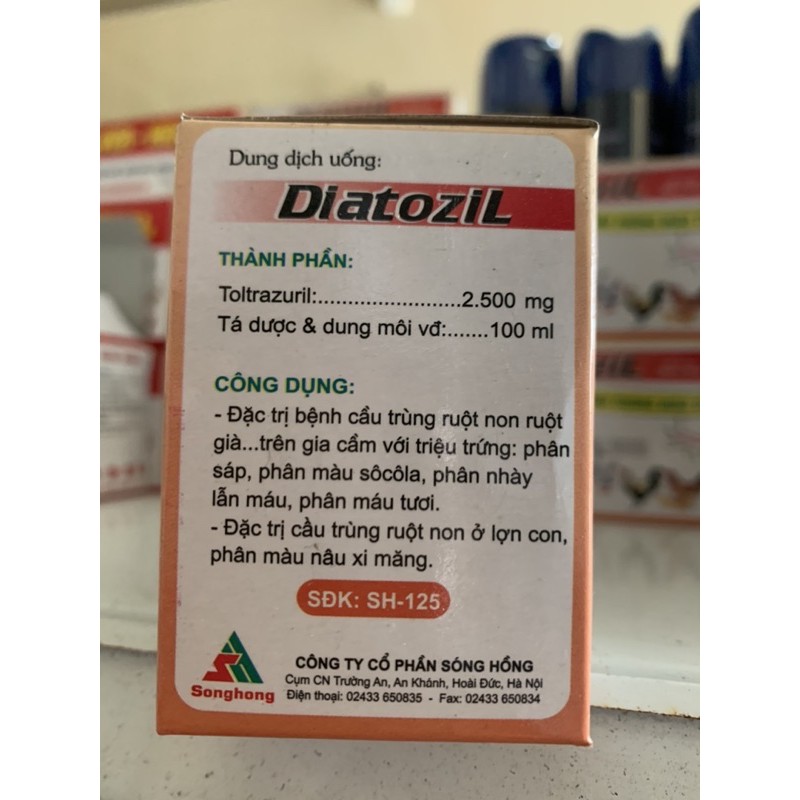 Dung dịch uống:
Diatozil
THÀNH PHẦN:
Toltrazuril:........................2.500 mg
Tá dược & dung môi vđ:.......100 ml
CÔNG DỤNG:
- Đặc trị bệnh cầu trùng ruột non ruột
già...trên gia cầm với triệu trứng: phân
sáp, phân màu sôcôla, phân nhày
lẫn máu, phân máu tươi.
- Đặc trị cầu trùng ruột non ở lợn con,
phân màu nâu xi măng.
SĐK: SH-125
Songhong
CÔNG TY CỔ PHẦN SÓNG HỒNG
Cụm CN Trường An, An Khánh, Hoài Đức, Hà Nội
Điện thoại: 02433 650835 - Fax: 02433 650834